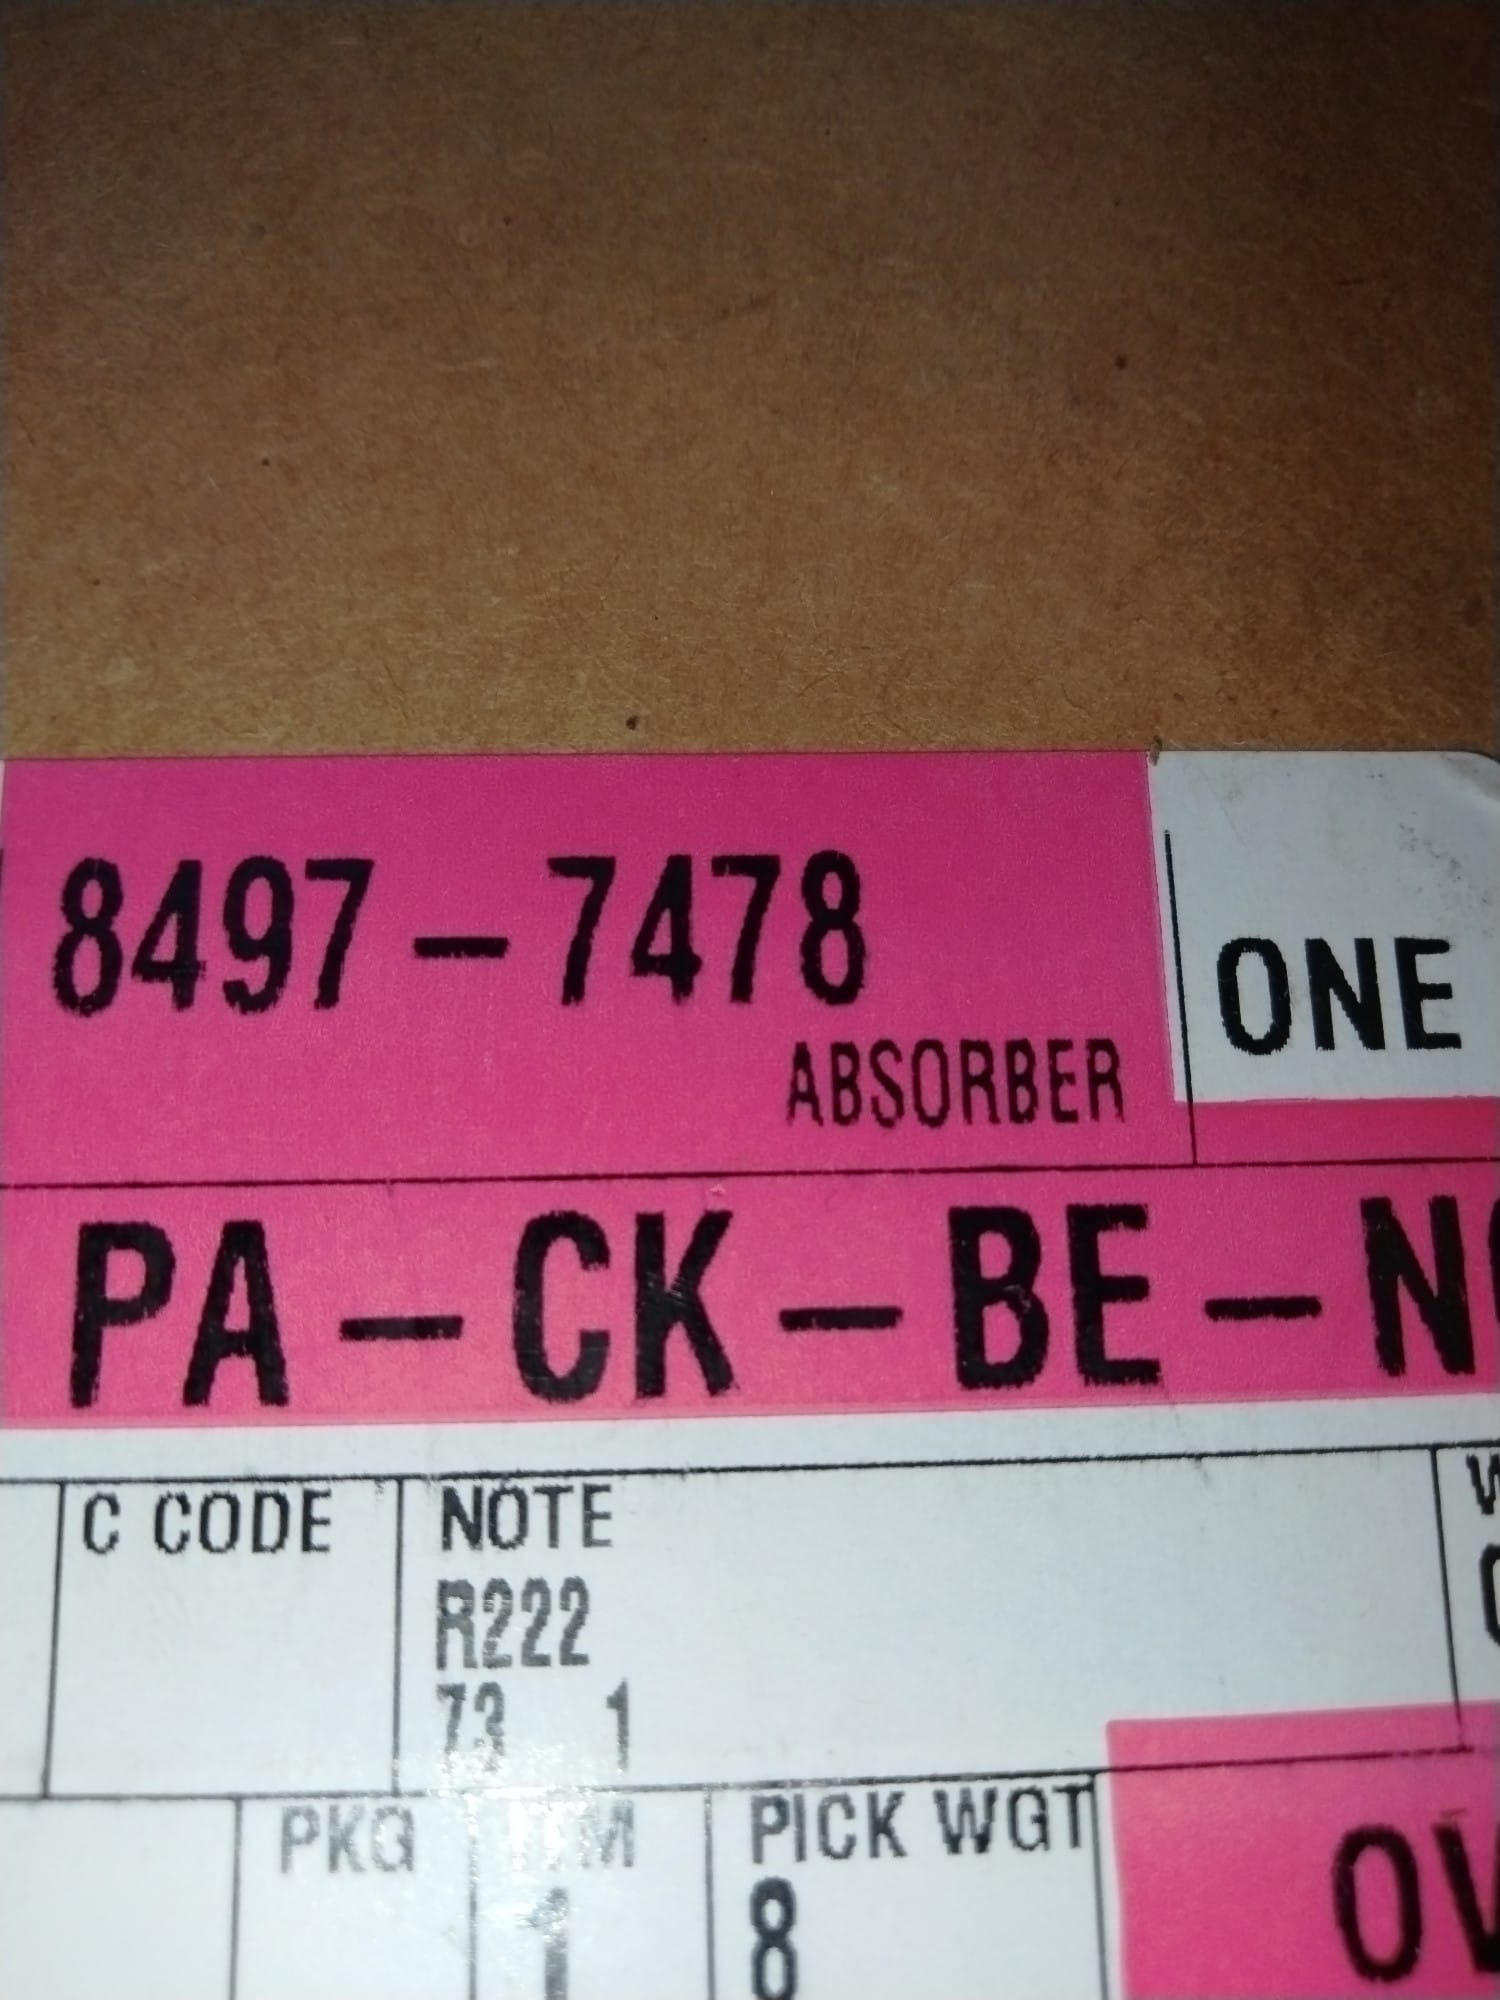 8497-7478
ABSORBER
ONE
PA-CK-BE-N
C CODE
NOTE
R222
73 1
PKG
PICK WGT
1
8
OV